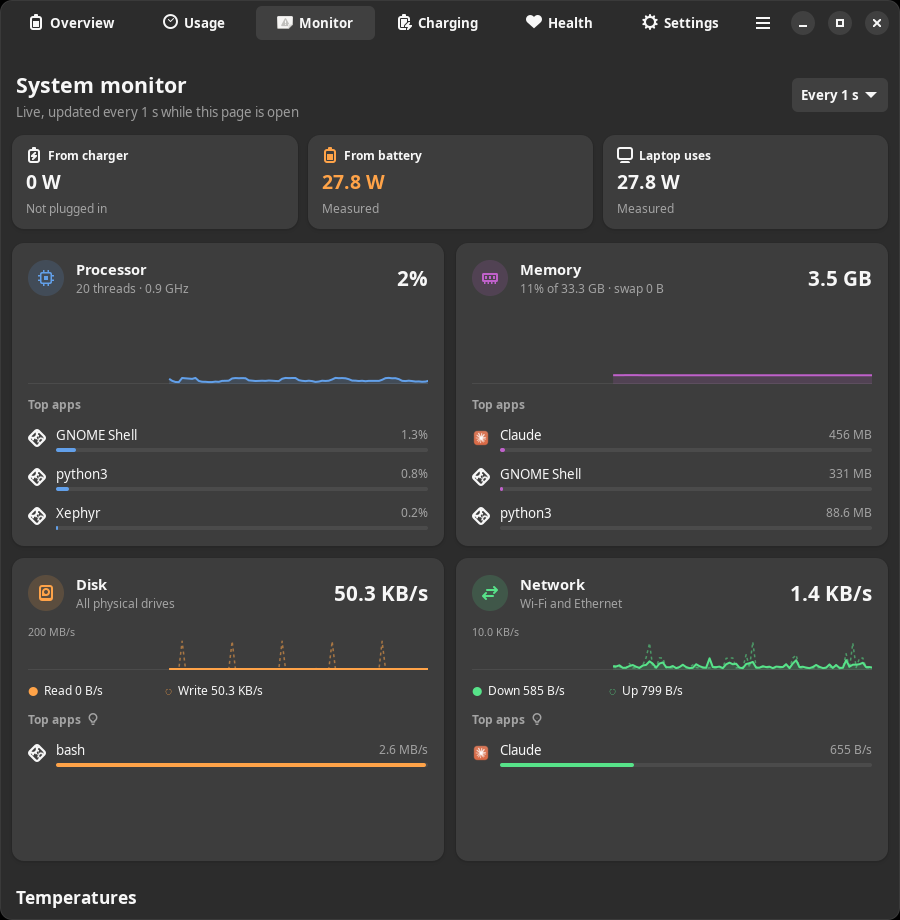 Overview
Usage
Monitor
Charging
Health
Settings
System monitor
Live, updated every 1 s while this page is open
Every 1 s
From charger
0 W
Not plugged in
From battery
27.8 W
Measured
Laptop uses
27.8 W
Measured
Processor
20 threads · 0.9 GHz
2%
Top apps
GNOME Shell 1.3%
python3 0.8%
Xephyr 0.2%
Memory
11% of 33.3 GB · swap 0 B
3.5 GB
Top apps
Claude 456 MB
GNOME Shell 331 MB
python3 88.6 MB
Disk
All physical drives
50.3 KB/s
200 MB/s
Read 0 B/s Write 50.3 KB/s
Top apps
bash 2.6 MB/s
Network
Wi-Fi and Ethernet
1.4 KB/s
10.0 KB/s
Down 585 B/s Up 799 B/s
Top apps
Claude 655 B/s
Temperatures